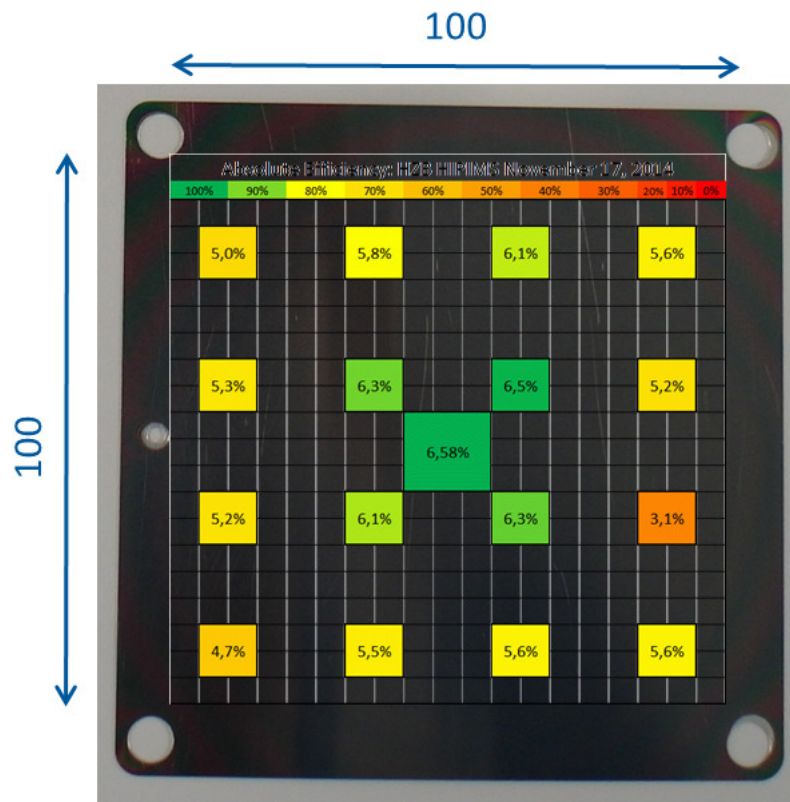 100
100
Absolute Efficiency: HZB HIPIMS November 17, 2014
100% 90% 80% 70% 60% 50% 40% 30% 20% 10% 0%
5,0% 5,8% 6,1% 5,6%
5,3% 6,3% 6,5% 5,2%
6,58%
5,2% 6,1% 6,3% 3,1%
4,7% 5,5% 5,6% 5,6%